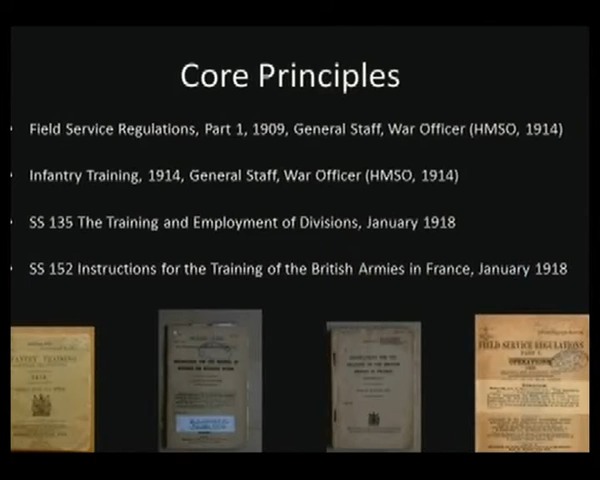 Core Principles
Field Service Regulations, Part 1, 1909, General Staff, War Officer (HMSO, 1914)
Infantry Training, 1914, General Staff, War Officer (HMSO, 1914)
SS 135 The Training and Employment of Divisions, January 1918
SS 152 Instructions for the Training of the British Armies in France, January 1918
FIELD SERVICE REGULATIONS
PART I
OPERATIONS